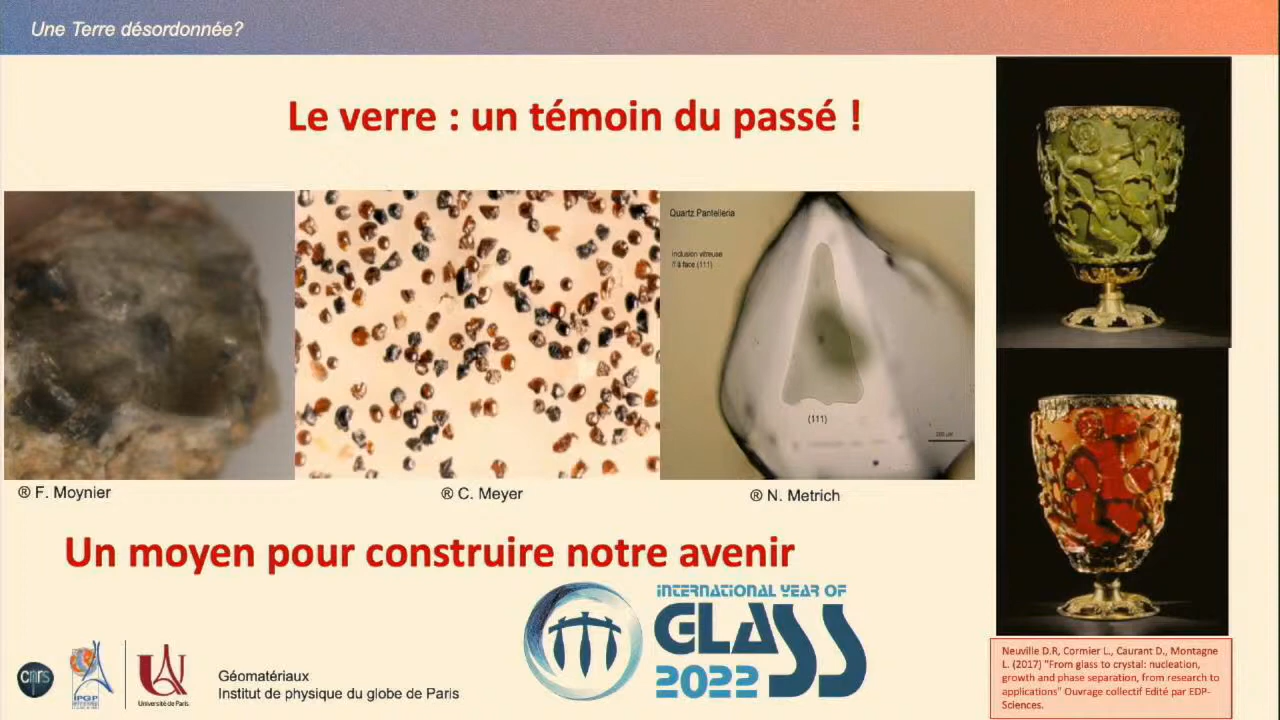 Une Terre désordonnée?
Le verre : un témoin du passé !
Quartz Pantelleria
inclusion vitreuse
// à face (111)
(111)
® F. Moynier
® C. Meyer
® N. Metrich
Un moyen pour construire notre avenir
INTERNATIONAL YEAR OF
GLASS
2022
cnrs
IPGP
Université de Paris
Géomatériaux
Institut de physique du globe de Paris
Neuville D.R, Cormier L., Caurant D., Montagne
L. (2017) "From glass to crystal: nucleation,
growth and phase separation, from research to
applications" Ouvrage collectif Edité par EDP-
Sciences.